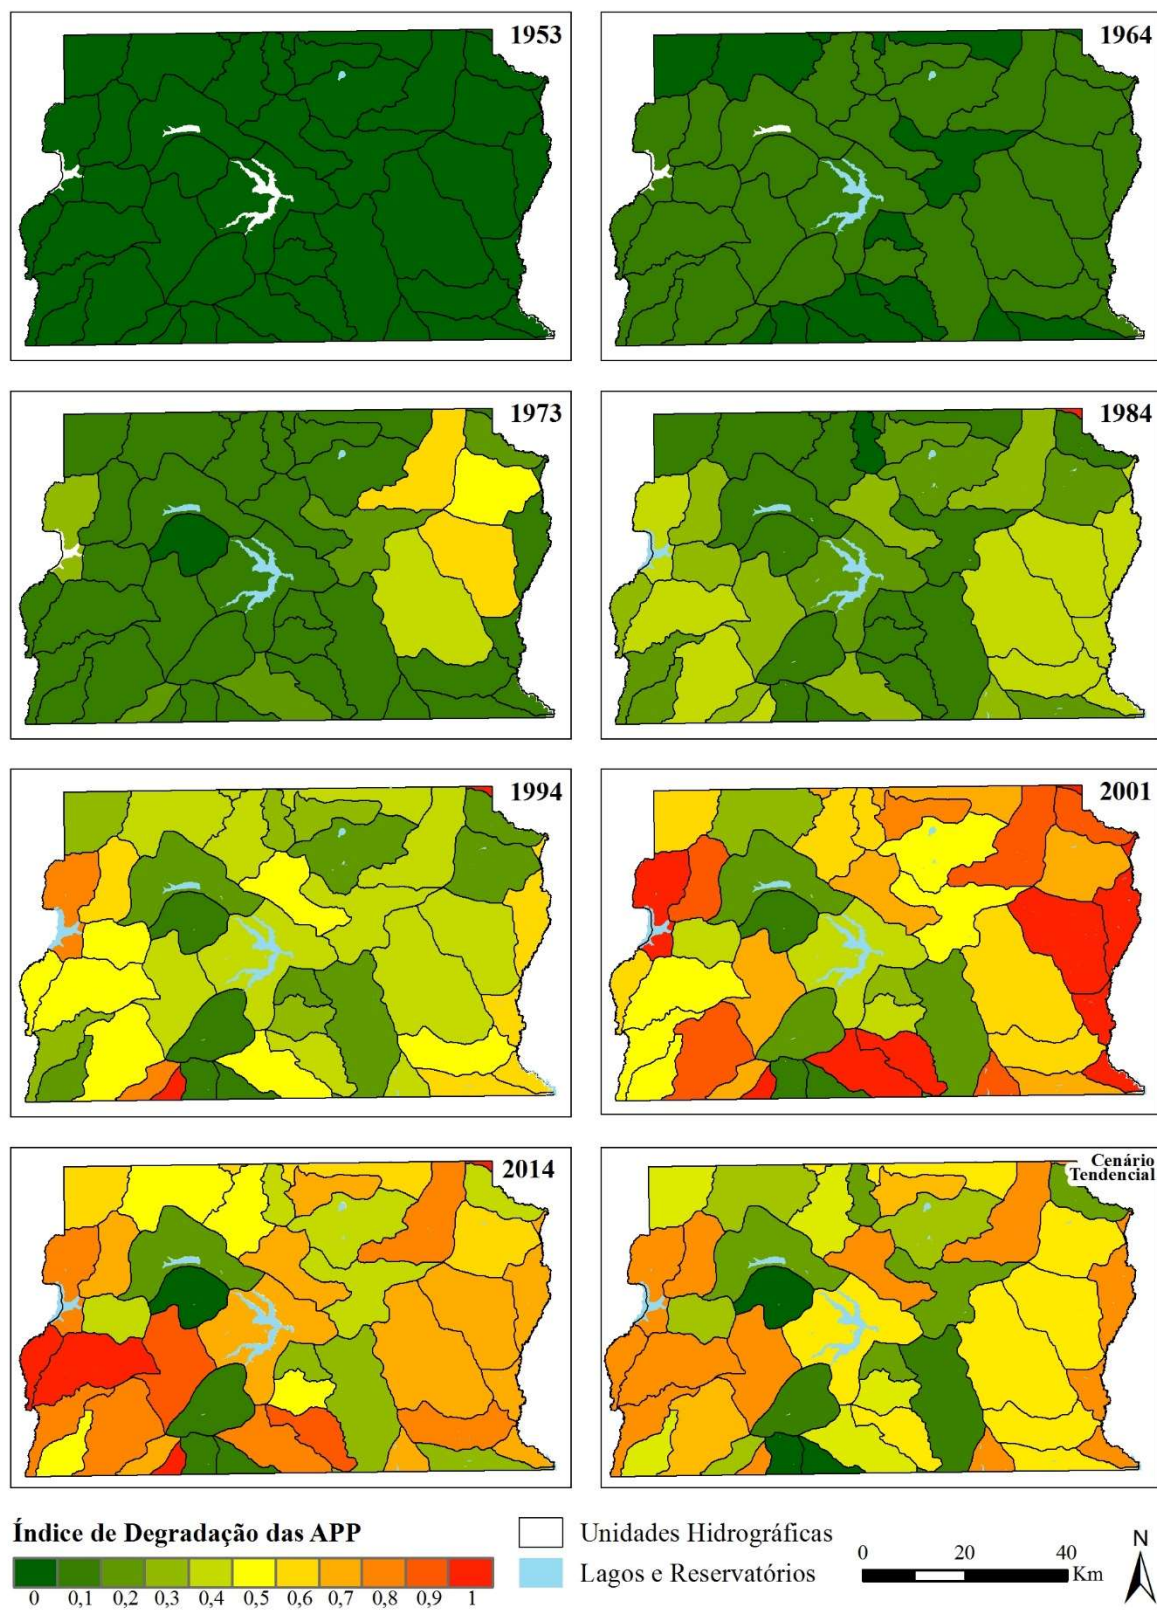 1953
1964
1973
1984
1994
2001
2014
Cenário
Tendencial
Índice de Degradação das APP
0 0,1 0,2 0,3 0,4 0,5 0,6 0,7 0,8 0,9 1
Unidades Hidrográficas
Lagos e Reservatórios
0 20 40
Km
N